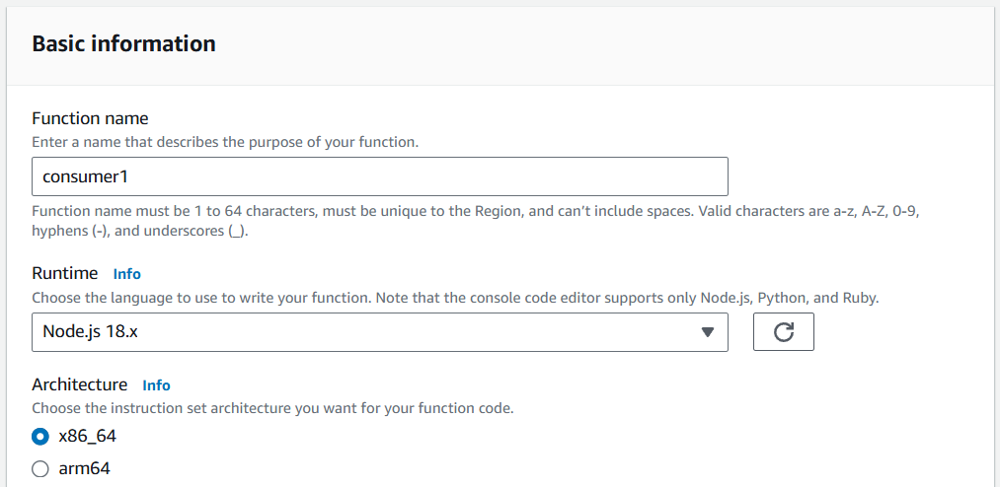 Basic information
Function name
Enter a name that describes the purpose of your function.
consumer1
Function name must be 1 to 64 characters, must be unique to the Region, and can’t include spaces. Valid characters are a-z, A-Z, 0-9,
hyphens (-), and underscores (_).
Runtime Info
Choose the language to use to write your function. Note that the console code editor supports only Node.js, Python, and Ruby.
Node.js 18.x
Architecture Info
Choose the instruction set architecture you want for your function code.
x86_64
arm64